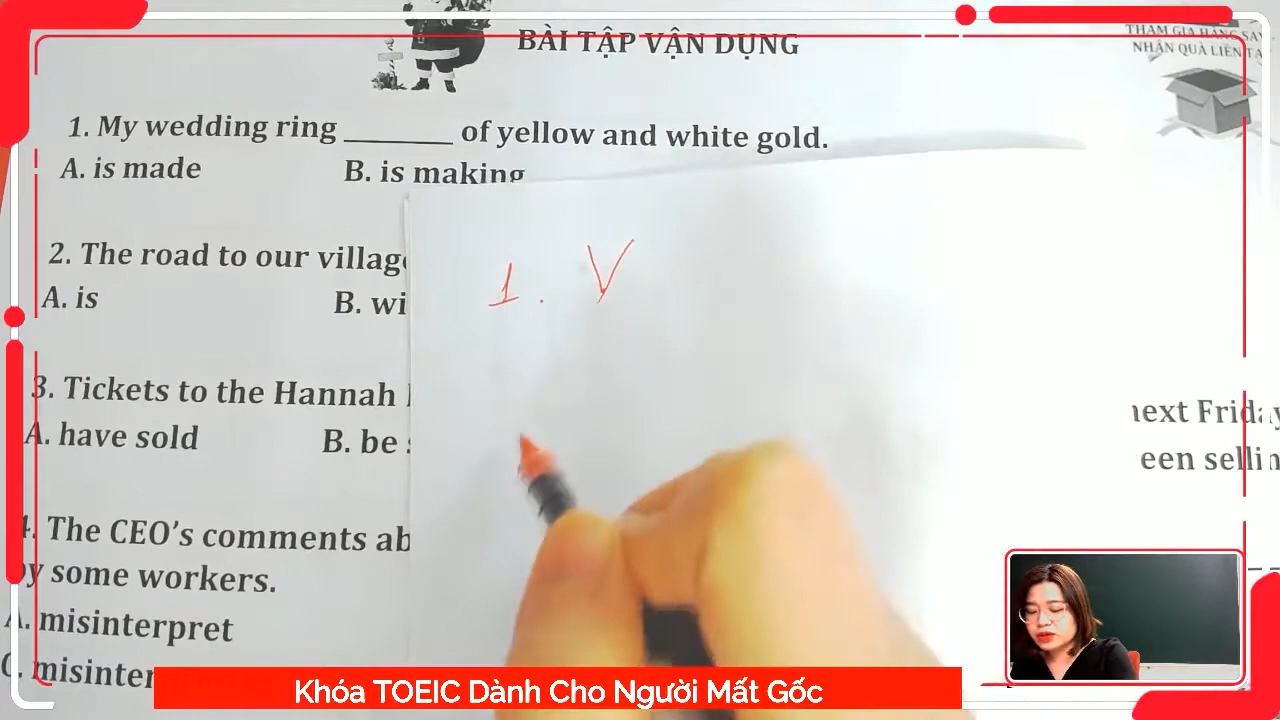 BÀI TẬP VẬN DỤNG
THAM GIA HÀNG
NHẬN QUÀ LIỀN
1. My wedding ring ________ of yellow and white gold.
A. is made B. is making
2. The road to our village
A. is B. wi
1. V
3. Tickets to the Hannah
next Friday
A. have sold B. be
een sellin
4. The CEO's comments ab
by some workers.
A. misinterpret
C. misinter
Khóa TOEIC Dành Cho Người Mất Gốc